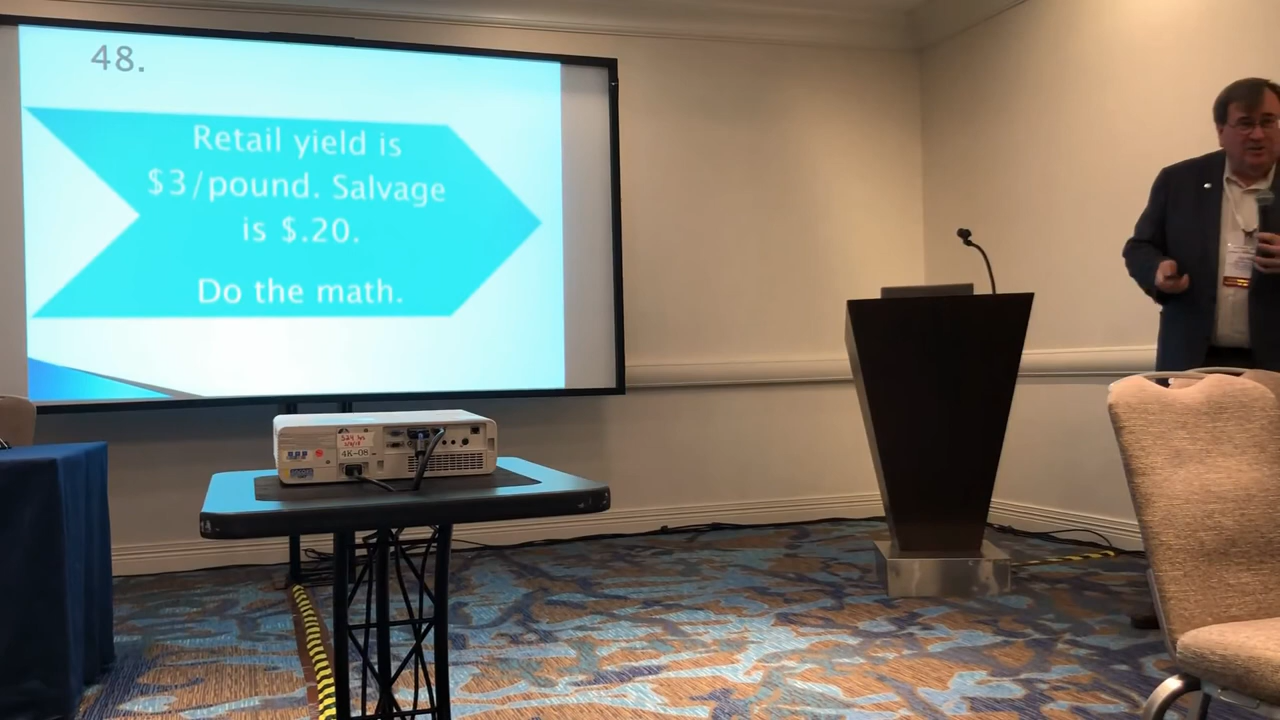 48.
Retail yield is
$3/pound. Salvage
is $.20.
Do the math.
4K-08